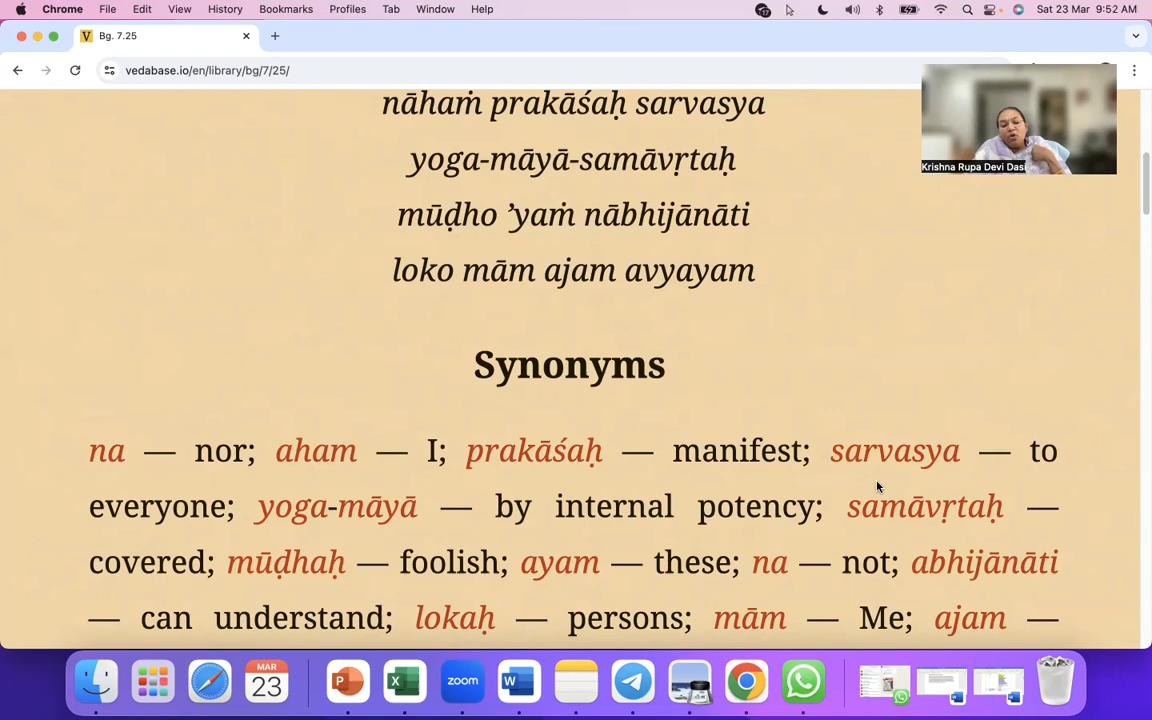 Chrome File Edit View History Bookmarks Profiles Tab Window Help
17
Sat 23 Mar 9:52 AM
Bg. 7.25
vedabase.io/en/library/bg/7/25/
nāhaṁ prakāśaḥ sarvasya
yoga-māyā-samāvṛtaḥ
mūḍho ’yaṁ nābhijānāti
loko mām ajam avyayam
Krishna Rupa Devi Dasi
Synonyms
na — nor; aham — I; prakāśaḥ — manifest; sarvasya — to
everyone; yoga-māyā — by internal potency; samāvṛtaḥ —
covered; mūḍhaḥ — foolish; ayam — these; na — not; abhijānāti
— can understand; lokaḥ — persons; mām — Me; ajam —
MAR
23
zoom